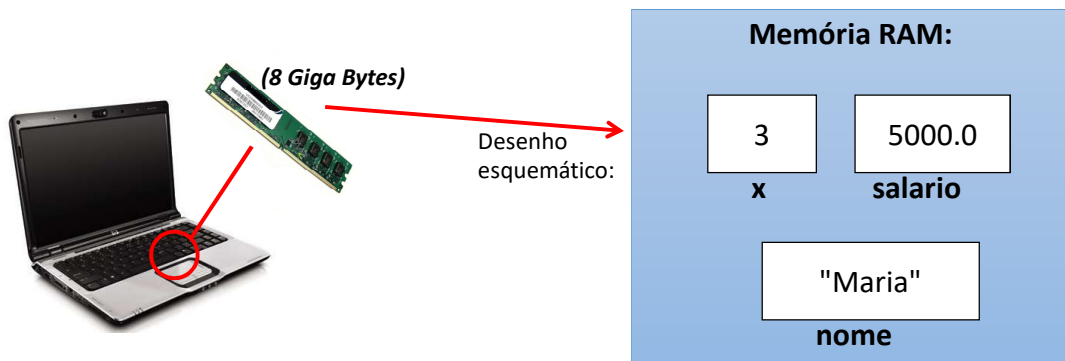 (8 Giga Bytes)
Desenho
esquemático:
Memória RAM:
3
5000.0
x
salario
"Maria"
nome